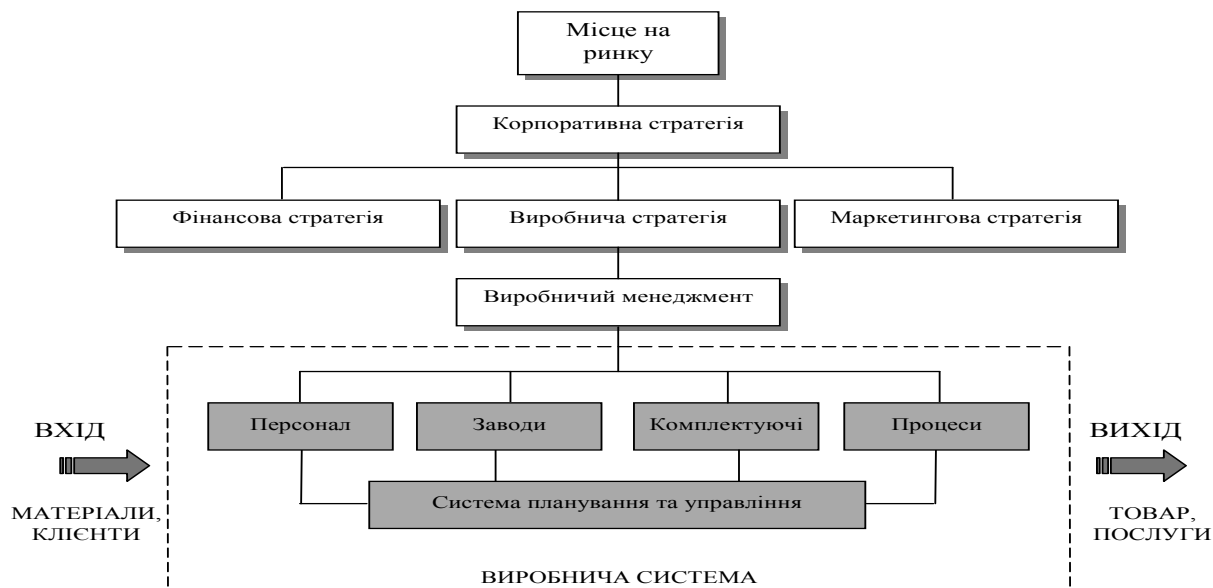 Місце на
ринку
Корпоративна стратегія
Фінансова стратегія
Виробнича стратегія
Маркетингова стратегія
Виробничий менеджмент
Персонал
Заводи
Комплектуючі
Процеси
ВХІД
ВИХІД
Система планування та управління
МАТЕРІАЛИ,
КЛІЄНТИ
ТОВАР,
ПОСЛУГИ
ВИРОБНИЧА СИСТЕМА